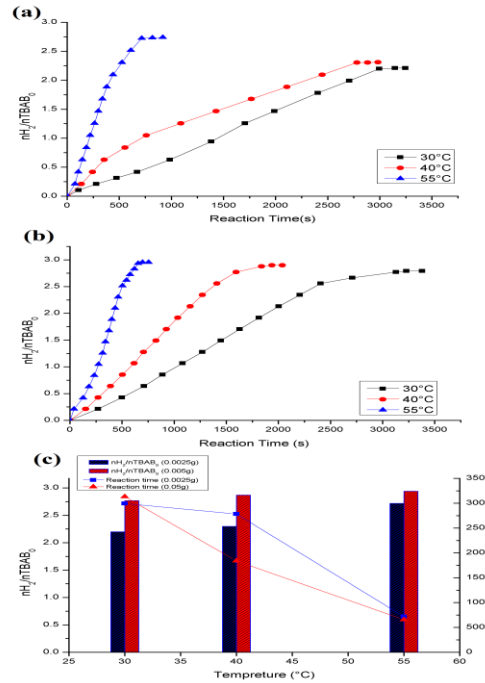 (a)
3.0
2.5
2.0
1.5
1.0
0.5
0.0
nH2/nTBAB0
30°C
40°C
55°C
0 500 1000 1500 2000 2500 3000 3500
Reaction Time(s)
(b)
3.5
3.0
2.5
2.0
1.5
1.0
0.5
0.0
nH2/nTBAB0
30°C
40°C
55°C
0 500 1000 1500 2000 2500 3000 3500
Reaction Time (s)
(c)
nH2/nTBAB0 (0.0025g)
nH2/nTBAB0 (0.005g)
Reaction time (0.0025g)
Reaction time (0.05g)
3.0
2.5
2.0
1.5
1.0
0.5
0.0
nH2/nTBAB0
350
300
250
200
150
100
750
500
0
25 30 35 40 45 50 55 60
Tempreture (°C)